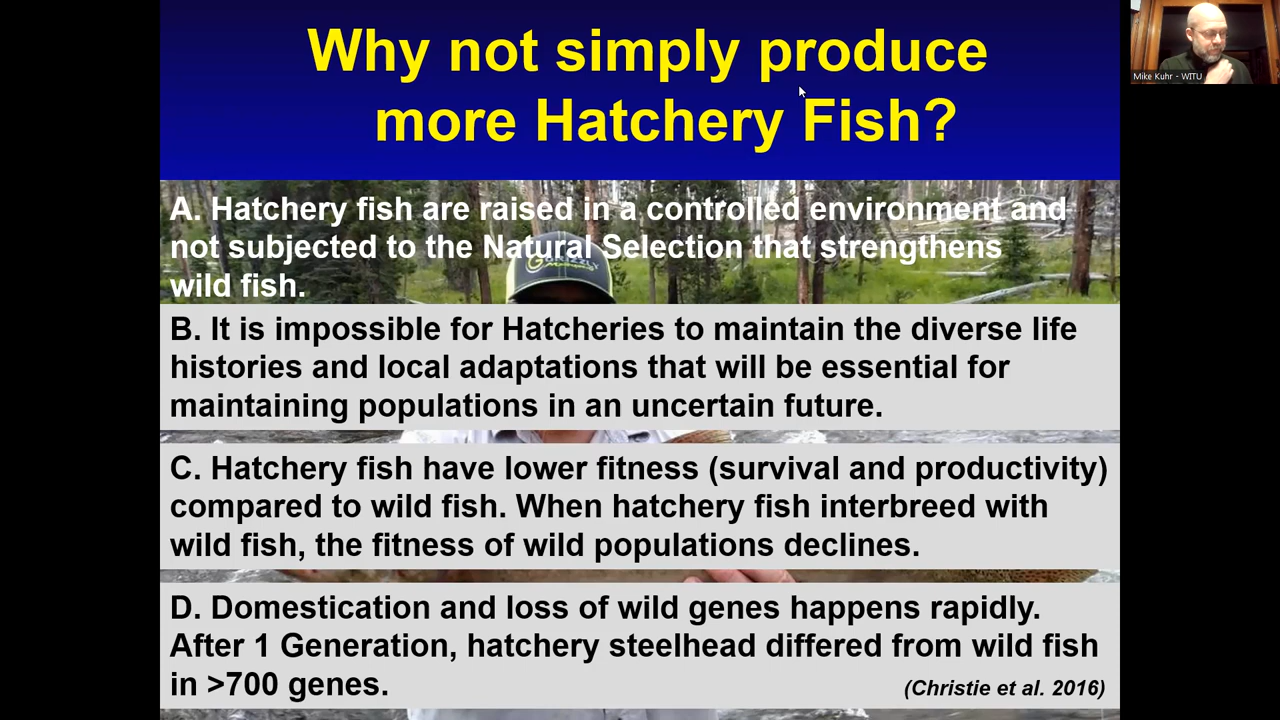 Why not simply produce
more Hatchery Fish?
Mike Kuhr - WITU
A. Hatchery fish are raised in a controlled environment and
not subjected to the Natural Selection that strengthens
wild fish.
GRIZZLY
B. It is impossible for Hatcheries to maintain the diverse life
histories and local adaptations that will be essential for
maintaining populations in an uncertain future.
C. Hatchery fish have lower fitness (survival and productivity)
compared to wild fish. When hatchery fish interbreed with
wild fish, the fitness of wild populations declines.
D. Domestication and loss of wild genes happens rapidly.
After 1 Generation, hatchery steelhead differed from wild fish
in >700 genes.
(Christie et al. 2016)